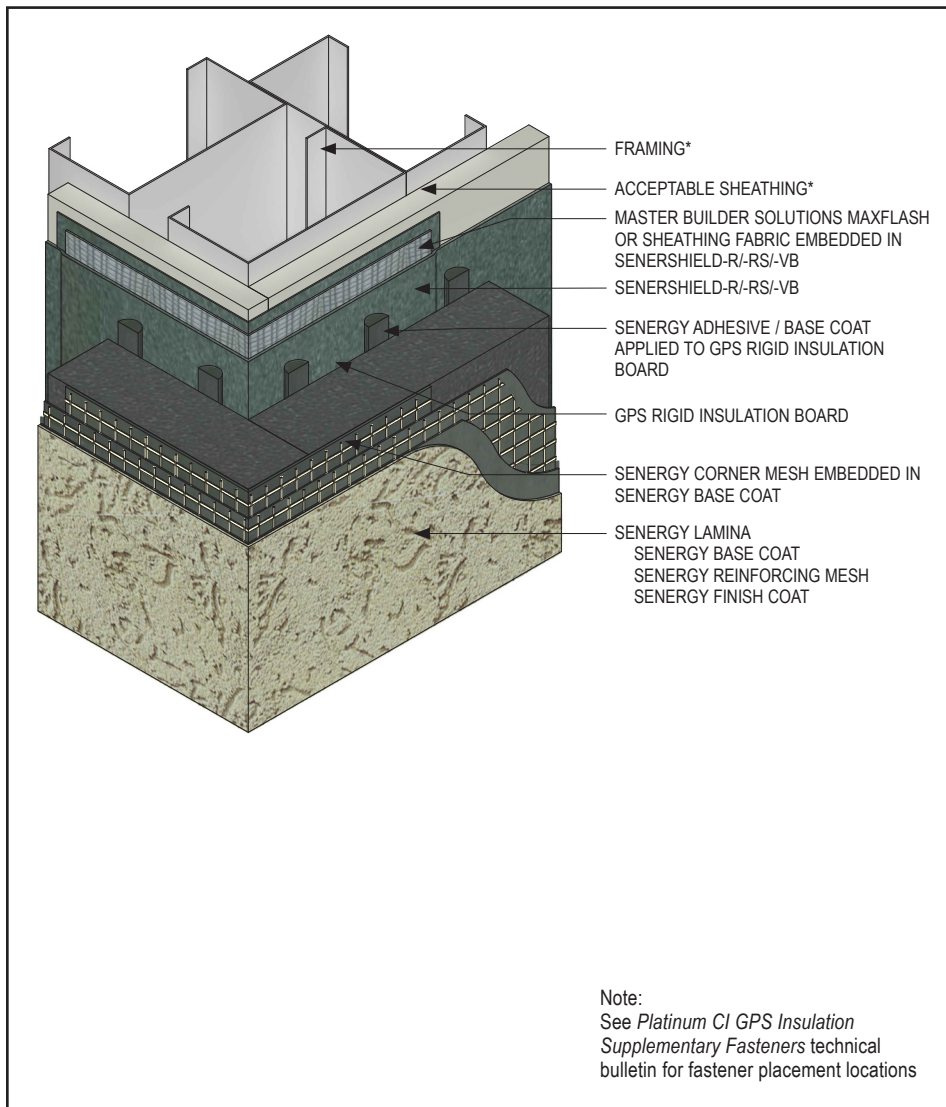 FRAMING*
ACCEPTABLE SHEATHING*
MASTER BUILDER SOLUTIONS MAXFLASH
OR SHEATHING FABRIC EMBEDDED IN
SENERSHIELD-R/-RS/-VB
SENERSHIELD-R/-RS/-VB
SENERGY ADHESIVE / BASE COAT
APPLIED TO GPS RIGID INSULATION
BOARD
GPS RIGID INSULATION BOARD
SENERGY CORNER MESH EMBEDDED IN
SENERGY BASE COAT
SENERGY LAMINA
SENERGY BASE COAT
SENERGY REINFORCING MESH
SENERGY FINISH COAT
Note:
See Platinum CI GPS Insulation
Supplementary Fasteners technical
bulletin for fastener placement locations